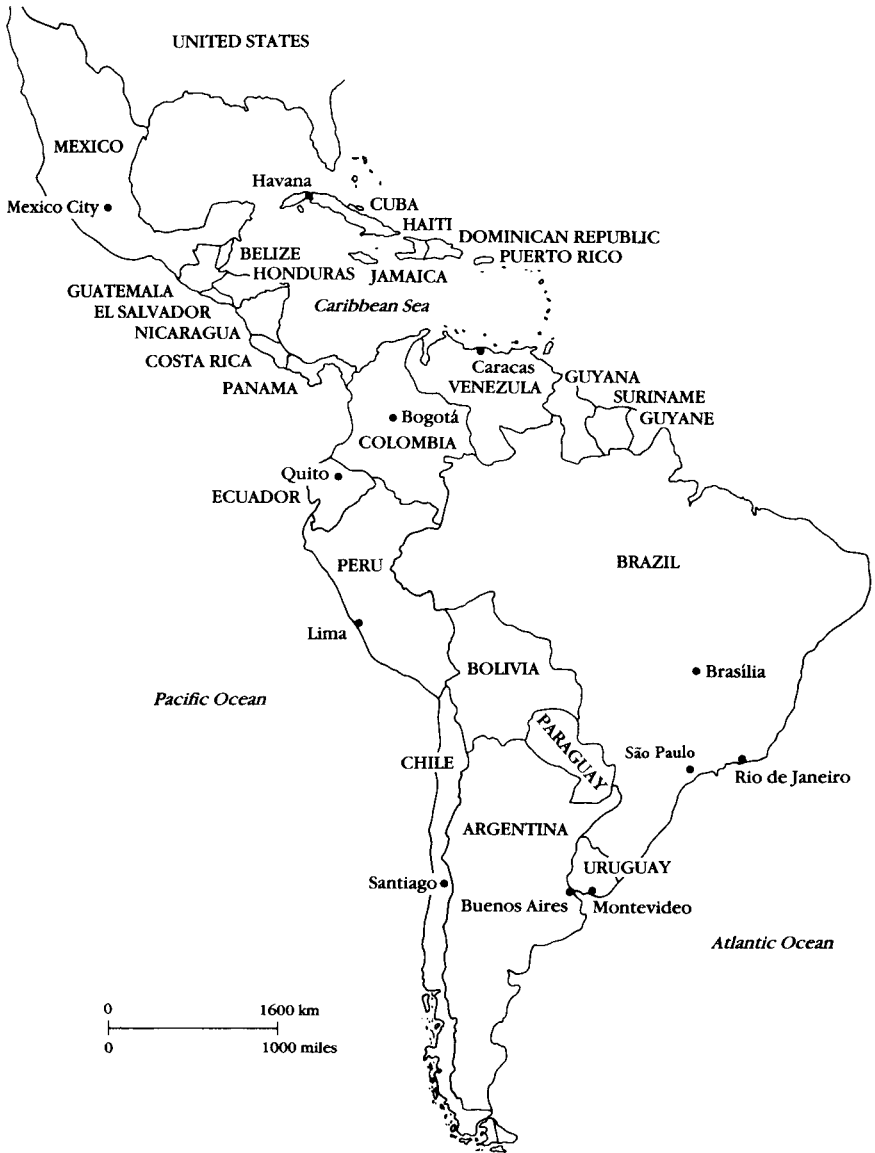 UNITED STATES
MEXICO
Havana
Mexico City
CUBA
HAITI
DOMINICAN REPUBLIC
PUERTO RICO
BELIZE
HONDURAS
JAMAICA
GUATEMALA
EL SALVADOR
Caribbean Sea
NICARAGUA
COSTA RICA
PANAMA
Caracas
VENEZULA
GUYANA
SURINAME
GUYANE
Bogotá
COLOMBIA
Quito
ECUADOR
PERU
BRAZIL
Lima
BOLIVIA
Brasília
Pacific Ocean
PARAGUAY
São Paulo
CHILE
Rio de Janeiro
ARGENTINA
URUGUAY
Santiago
Buenos Aires
Montevideo
Atlantic Ocean
0 1600 km
0 1000 miles